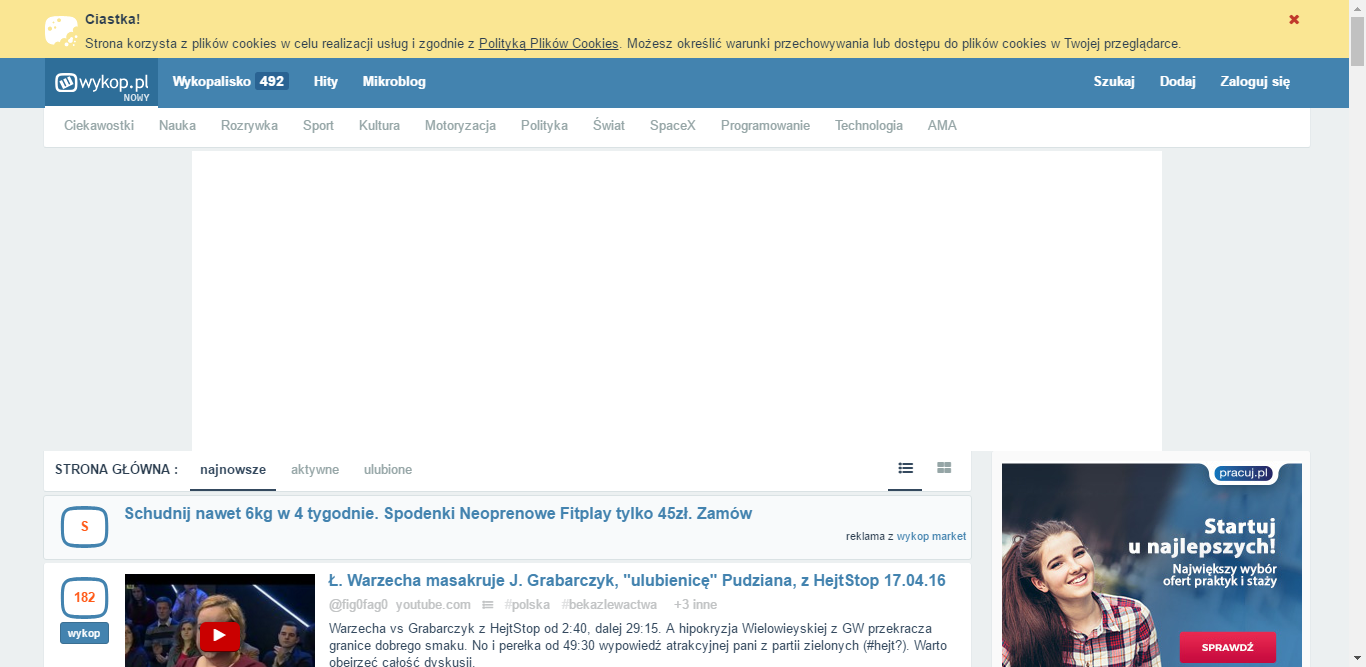 Ciastka!
Strona korzysta z plików cookies w celu realizacji usług i zgodnie z Polityką Plików Cookies. Możesz określić warunki przechowywania lub dostępu do plików cookies w Twojej przeglądarce.
wykop.pl
NOWY
Wykopalisko 492 Hity Mikroblog Szukaj Dodaj Zaloguj się
Ciekawostki Nauka Rozrywka Sport Kultura Motoryzacja Polityka Świat SpaceX Programowanie Technologia AMA
STRONA GŁÓWNA : najnowsze aktywne ulubione
S
Schudnij nawet 6kg w 4 tygodnie. Spodenki Neoprenowe Fitplay tylko 45zł. Zamów
reklama z wykop market
182
wykop
Ł. Warzecha masakruje J. Grabarczyk, "ulubienicę" Pudziana, z HejtStop 17.04.16
@fig0fag0 youtube.com #polska #bekazlewactwa +3 inne
Warzecha vs Grabarczyk z HejtStop od 2:40, dalej 29:15. A hipokryzja Wielowieyskiej z GW przekracza
granice dobrego smaku. No i perełka od 49:30 wypowiedź atrakcyjnej pani z partii zielonych (#hejt?). Warto
obejrzeć całość dyskusji.
pracuj.pl
Startuj
u najlepszych!
Największy wybór
ofert praktyk i staży
SPRAWDŹ